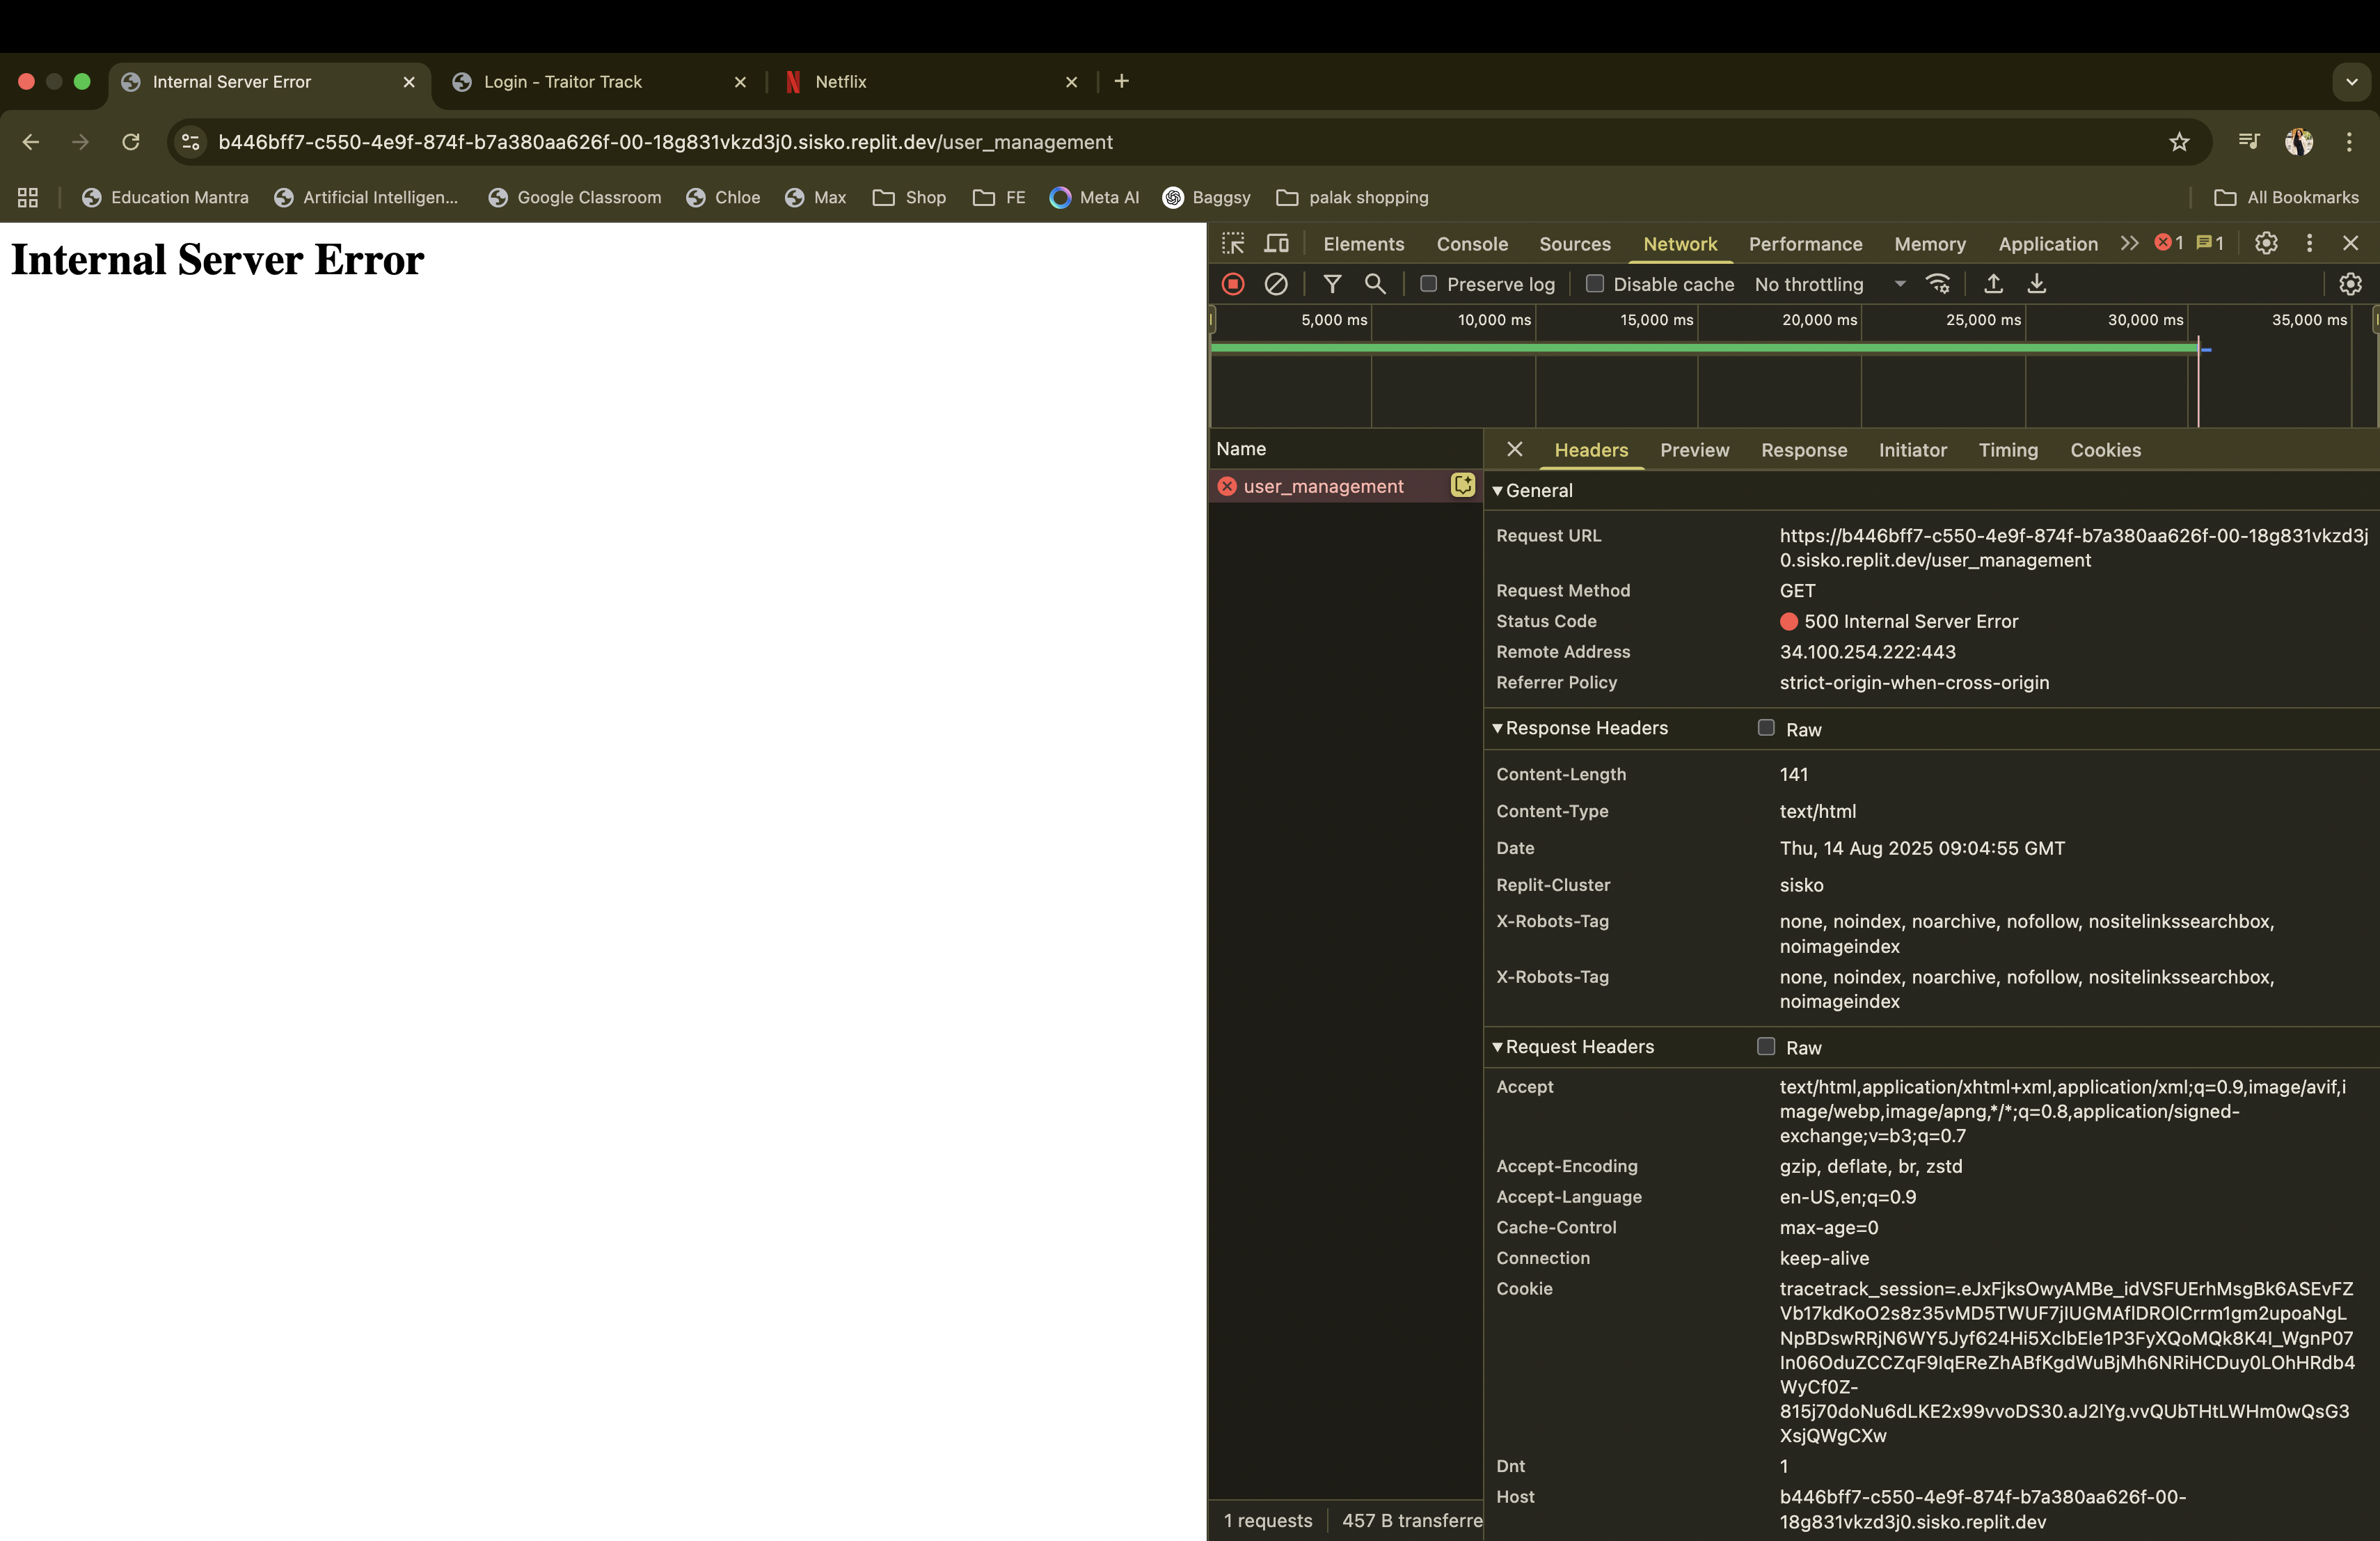 Internal Server Error
Login - Traitor Track
Netflix
b446bff7-c550-4e9f-874f-b7a380aa626f-00-18g831vkzd3j0.sisko.replit.dev/user_management
Education Mantra
Artificial Intelligen...
Google Classroom
Chloe
Max
Shop
FE
Meta AI
Baggsy
palak shopping
All Bookmarks
Internal Server Error
Elements
Console
Sources
Network
Performance
Memory
Application
1
1
Preserve log
Disable cache
No throttling
5,000 ms
10,000 ms
15,000 ms
20,000 ms
25,000 ms
30,000 ms
35,000 ms
Name
user_management
Headers
Preview
Response
Initiator
Timing
Cookies
General
Request URL
https://b446bff7-c550-4e9f-874f-b7a380aa626f-00-18g831vkzd3j
0.sisko.replit.dev/user_management
Request Method
GET
Status Code
500 Internal Server Error
Remote Address
34.100.254.222:443
Referrer Policy
strict-origin-when-cross-origin
Response Headers
Raw
Content-Length
141
Content-Type
text/html
Date
Thu, 14 Aug 2025 09:04:55 GMT
Replit-Cluster
sisko
X-Robots-Tag
none, noindex, noarchive, nofollow, nositelinkssearchbox,
noimageindex
X-Robots-Tag
none, noindex, noarchive, nofollow, nositelinkssearchbox,
noimageindex
Request Headers
Raw
Accept
text/html,application/xhtml+xml,application/xml;q=0.9,image/avif,i
mage/webp,image/apng,*/*;q=0.8,application/signed-
exchange;v=b3;q=0.7
Accept-Encoding
gzip, deflate, br, zstd
Accept-Language
en-US,en;q=0.9
Cache-Control
max-age=0
Connection
keep-alive
Cookie
tracetrack_session=.eJxFjksOwyAMBe_idVSFUErhMsgBk6ASEvFZ
Vb17kdKoO2s8z35vMD5TWUF7jlUGMAflDROlCrrm1gm2upoaNgL
NpBDswRRjN6WY5Jyf624Hi5XclbEle1P3FyXQoMQk8K4I_WgnP07
In06OduZCCZqF9IqEReZhABfKgdWuBjMh6NRiHCDuy0LOhHRdb4
WyCf0Z-
815j70doNu6dLKE2x99vvoDS30.aJ2lYg.vvQUbTHtLWHm0wQsG3
XsjQWgCXw
Dnt
1
Host
b446bff7-c550-4e9f-874f-b7a380aa626f-00-
18g831vkzd3j0.sisko.replit.dev
1 requests
457 B transferre